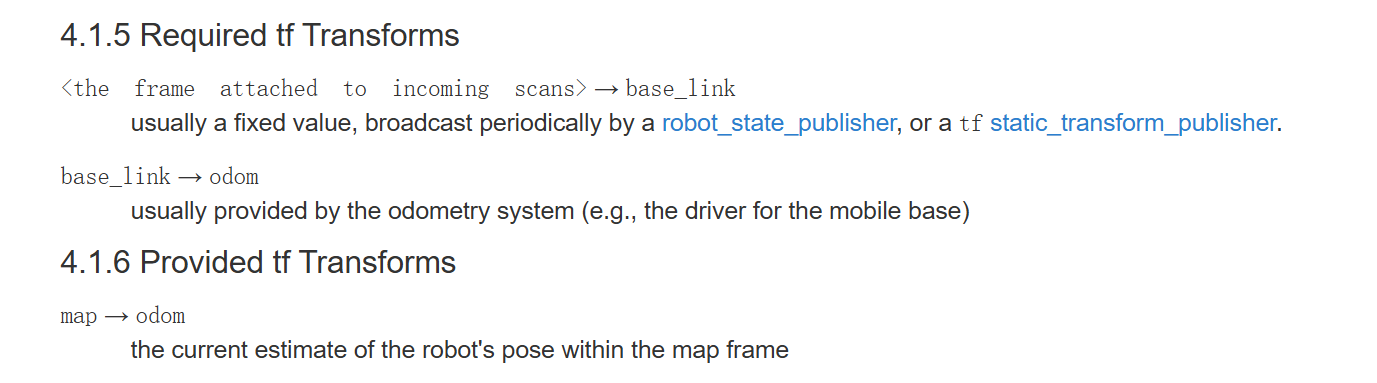 4.1.5 Required tf Transforms
<the frame attached to incoming scans> → base_link
usually a fixed value, broadcast periodically by a robot_state_publisher, or a tf static_transform_publisher.
base_link → odom
usually provided by the odometry system (e.g., the driver for the mobile base)
4.1.6 Provided tf Transforms
map → odom
the current estimate of the robot's pose within the map frame